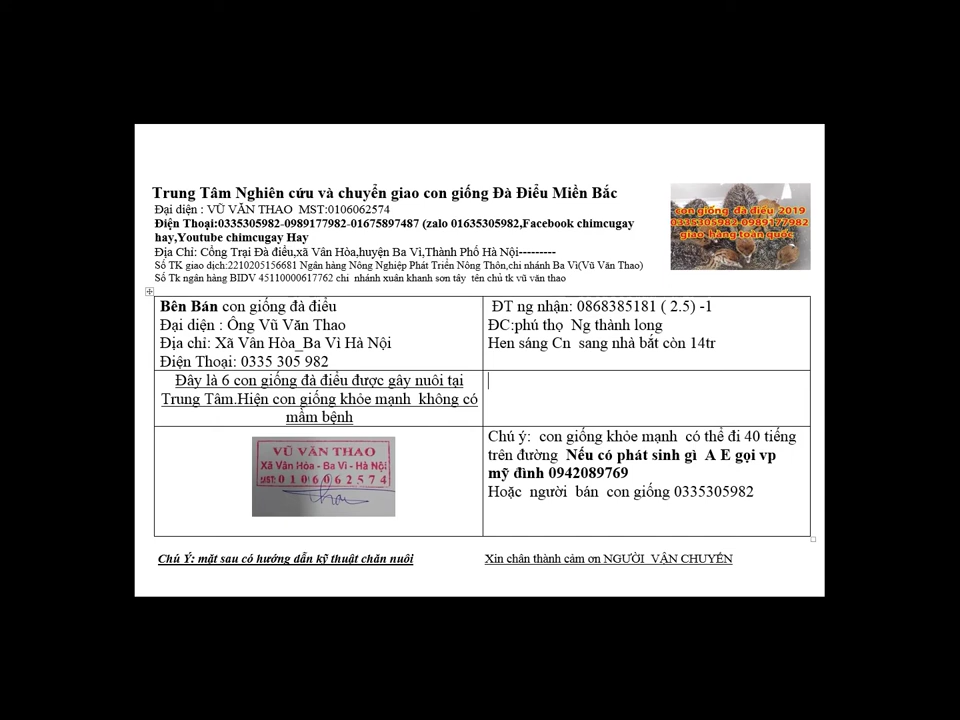 Trung Tâm Nghiên cứu và chuyển giao con giống Đà Điểu Miền Bắc
Đại diện : VŨ VĂN THAO MST:0106062574
Điện Thoại:0335305982-0989177982-01675897487 (zalo 01635305982,Facebook chimcugay
hay,Youtube chimcugay Hay
Địa Chỉ: Cổng Trại Đà điểu,xã Vân Hòa,huyện Ba Vì,Thành Phố Hà Nội---------
Số TK giao dịch:2210205156681 Ngân hàng Nông Nghiệp Phát Triển Nông Thôn,chi nhánh Ba Vì(Vũ Văn Thao)
Số Tk ngân hàng BIDV 45110000617762 chi nhánh xuân khanh sơn tây tên chủ tk vũ văn thao
con giống đà điểu 2019
0335305982-0989177982
giao hàng toàn quốc
Bên Bán con giống đà điểu
Đại diện : Ông Vũ Văn Thao
Địa chỉ: Xã Vân Hòa_Ba Vì Hà Nội
Điện Thoại: 0335 305 982
ĐT ng nhận: 0868385181 ( 2.5) -1
ĐC:phú thọ Ng thành long
Hen sáng Cn sang nhà bắt còn 14tr
Đây là 6 con giống đà điểu được gây nuôi tại
Trung Tâm.Hiện con giống khỏe mạnh không có
mầm bệnh
VŨ VĂN THAO
Xã Vân Hòa - Ba Vì - Hà Nội
MST: 0106062574
Chú ý: con giống khỏe mạnh có thể đi 40 tiếng
trên đường Nếu có phát sinh gì A E gọi vp
mỹ đình 0942089769
Hoặc người bán con giống 0335305982
Chú Ý: mặt sau có hướng dẫn kỹ thuật chăn nuôi
Xin chân thành cảm ơn NGƯỜI VẬN CHUYỂN